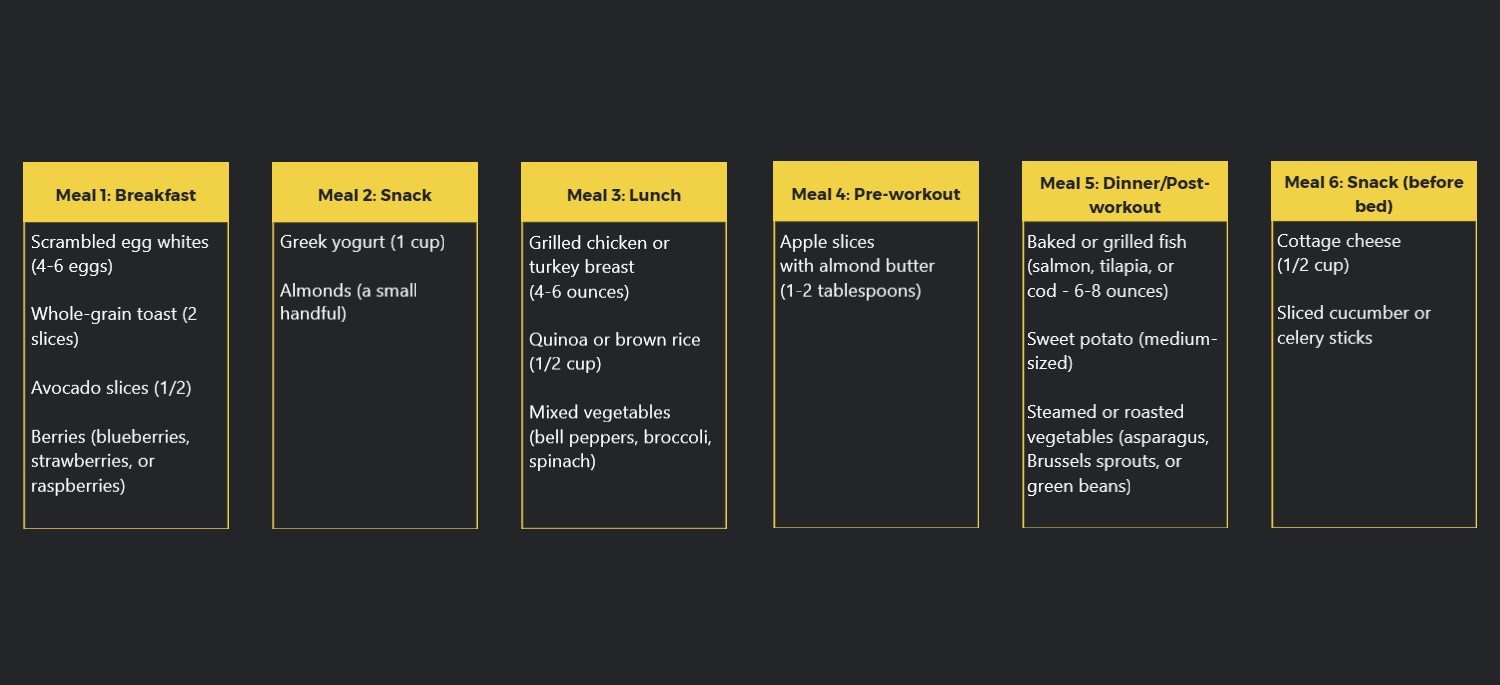 Meal 1: Breakfast
Scrambled egg whites
(4-6 eggs)
Whole-grain toast (2
slices)
Avocado slices (1/2)
Berries (blueberries,
strawberries, or
raspberries)
Meal 2: Snack
Greek yogurt (1 cup)
Almonds (a small
handful)
Meal 3: Lunch
Grilled chicken or
turkey breast
(4-6 ounces)
Quinoa or brown rice
(1/2 cup)
Mixed vegetables
(bell peppers, broccoli,
spinach)
Meal 4: Pre-workout
Apple slices
with almond butter
(1-2 tablespoons)
Meal 5: Dinner/Post-
workout
Baked or grilled fish
(salmon, tilapia, or
cod - 6-8 ounces)
Sweet potato (medium-
sized)
Steamed or roasted
vegetables (asparagus,
Brussels sprouts, or
green beans)
Meal 6: Snack (before
bed)
Cottage cheese
(1/2 cup)
Sliced cucumber or
celery sticks